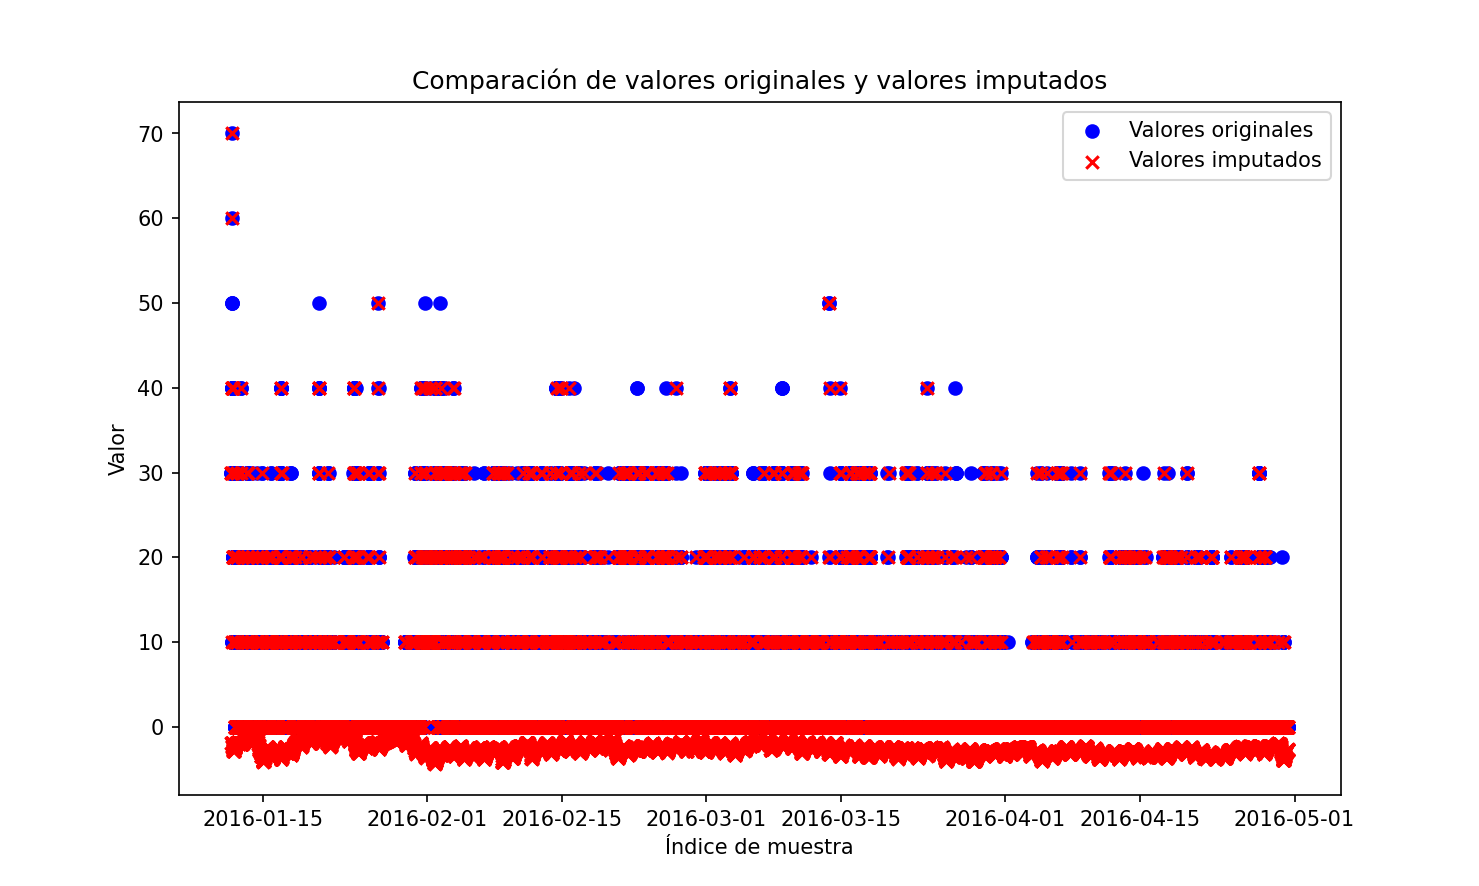 Comparación de valores originales y valores imputados
Valores originales
Valores imputados
Valor
70
60
50
40
30
20
10
0
2016-01-15 2016-02-01 2016-02-15 2016-03-01 2016-03-15 2016-04-01 2016-04-15 2016-05-01
Índice de muestra